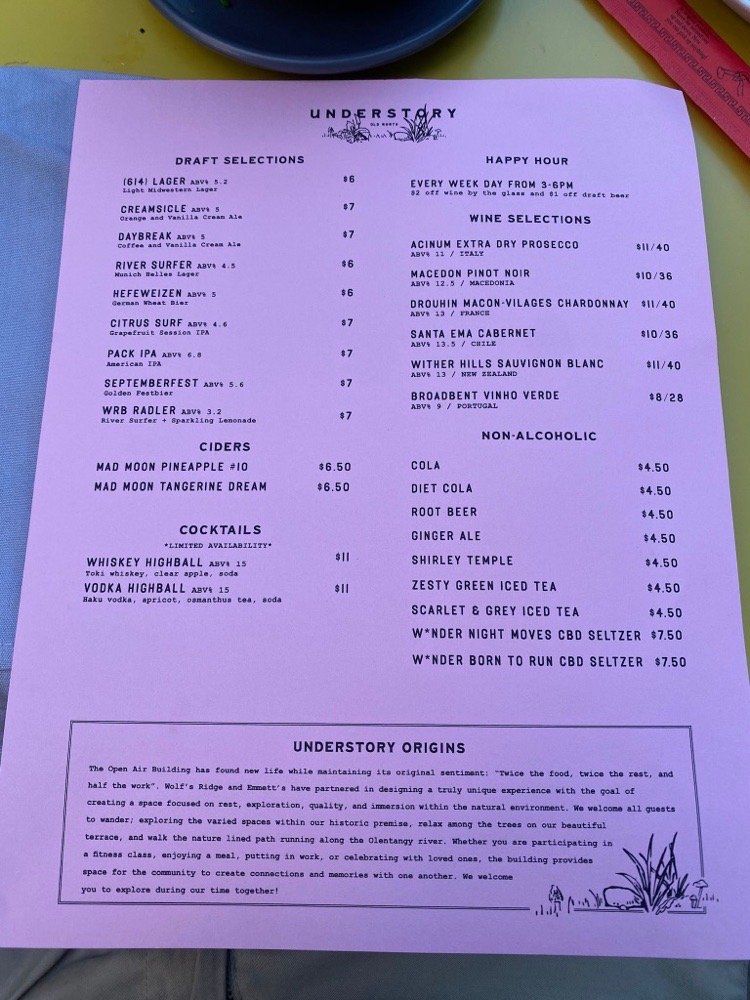 UNDERSTORY
OLD NORTH
DRAFT SELECTIONS
(614) LAGER ABV% 5.2 $6
Light Midwestern Lager
CREAMSICLE ABV% 5 $7
Orange and Vanilla Cream Ale
DAYBREAK ABV% 5 $7
Coffee and Vanilla Cream Ale
RIVER SURFER ABV% 4.5 $6
Munich Helles Lager
HEFEWEIZEN ABV% 5 $6
German Wheat Bier
CITRUS SURF ABV% 4.6 $7
Grapefruit Session IPA
PACK IPA ABV% 6.8 $7
American IPA
SEPTEMBERFEST ABV% 5.6 $7
Golden Festbier
WRB RADLER ABV% 3.2 $7
River Surfer + Sparkling Lemonade
CIDERS
MAD MOON PINEAPPLE #10 $6.50
MAD MOON TANGERINE DREAM $6.50
COCKTAILS
*LIMITED AVAILABILITY*
WHISKEY HIGHBALL ABV% 15 $11
Toki whiskey, clear apple, soda
VODKA HIGHBALL ABV% 15 $11
Haku vodka, apricot, osmanthus tea, soda
HAPPY HOUR
EVERY WEEK DAY FROM 3-6PM
$2 off wine by the glass and $1 off draft beer
WINE SELECTIONS
ACINUM EXTRA DRY PROSECCO $11/40
ABV% 11 / ITALY
MACEDON PINOT NOIR $10/36
ABV% 12.5 / MACEDONIA
DROUHIN MACON-VILAGES CHARDONNAY $11/40
ABV% 13 / FRANCE
SANTA EMA CABERNET $10/36
ABV% 13.5 / CHILE
WITHER HILLS SAUVIGNON BLANC $11/40
ABV% 13 / NEW ZEALAND
BROADBENT VINHO VERDE $8/28
ABV% 9 / PORTUGAL
NON-ALCOHOLIC
COLA $4.50
DIET COLA $4.50
ROOT BEER $4.50
GINGER ALE $4.50
SHIRLEY TEMPLE $4.50
ZESTY GREEN ICED TEA $4.50
SCARLET & GREY ICED TEA $4.50
W*NDER NIGHT MOVES CBD SELTZER $7.50
W*NDER BORN TO RUN CBD SELTZER $7.50
UNDERSTORY ORIGINS
The Open Air Building has found new life while maintaining its original sentiment: "Twice the food, twice the rest, and
half the work". Wolf's Ridge and Emmett's have partnered in designing a truly unique experience with the goal of
creating a space focused on rest, exploration, quality, and immersion within the natural environment. We welcome all guests
to wander; exploring the varied spaces within our historic premise, relax among the trees on our beautiful
terrace, and walk the nature lined path running along the Olentangy river. Whether you are participating in
a fitness class, enjoying a meal, putting in work, or celebrating with loved ones, the building provides
space for the community to create connections and memories with one another. We welcome
you to explore during our time together!